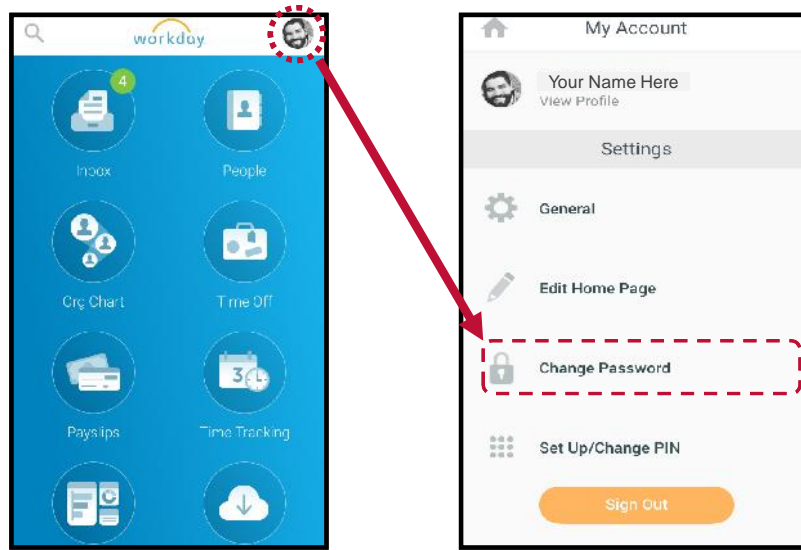 workday.
4
Inbox
People
Org Chart
Time Off
3
Payslips
Time Tracking
My Account
Your Name Here
View Profile
Settings
General
Edit Home Page
Change Password
Set Up/Change PIN
Sign Out